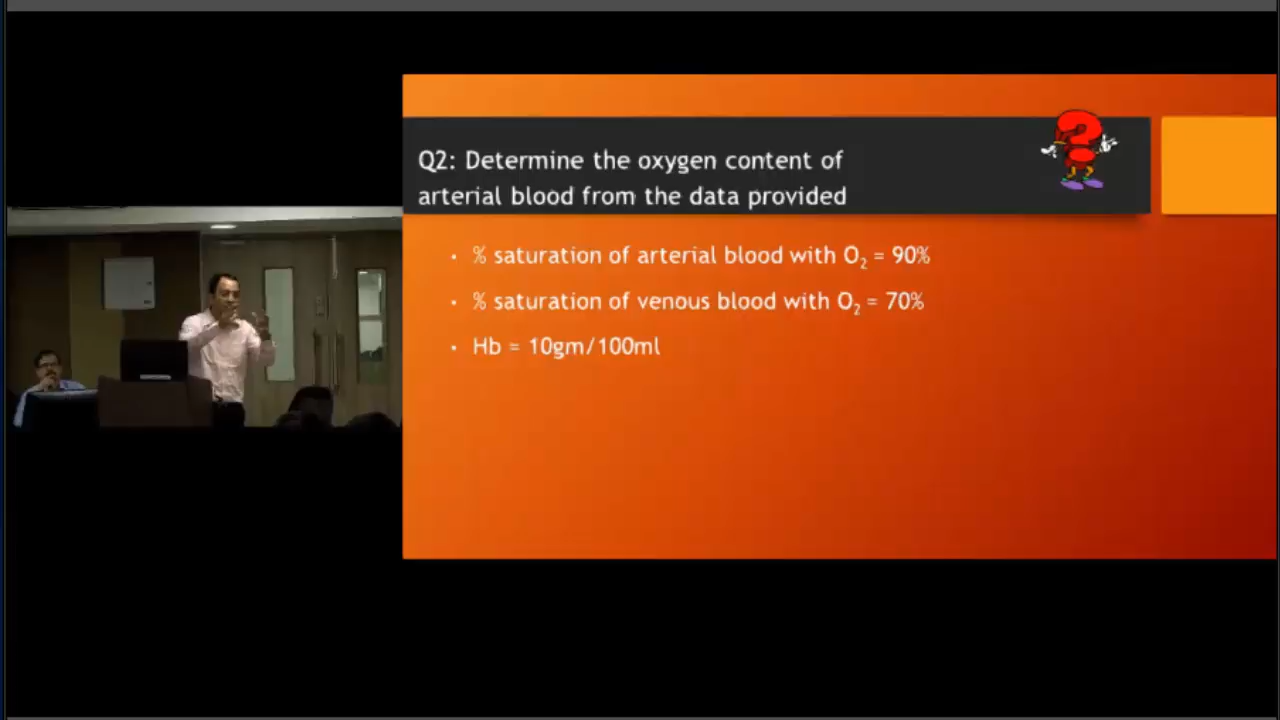 Q2: Determine the oxygen content of
arterial blood from the data provided
• % saturation of arterial blood with O₂ = 90%
• % saturation of venous blood with O₂ = 70%
• Hb = 10gm/100ml